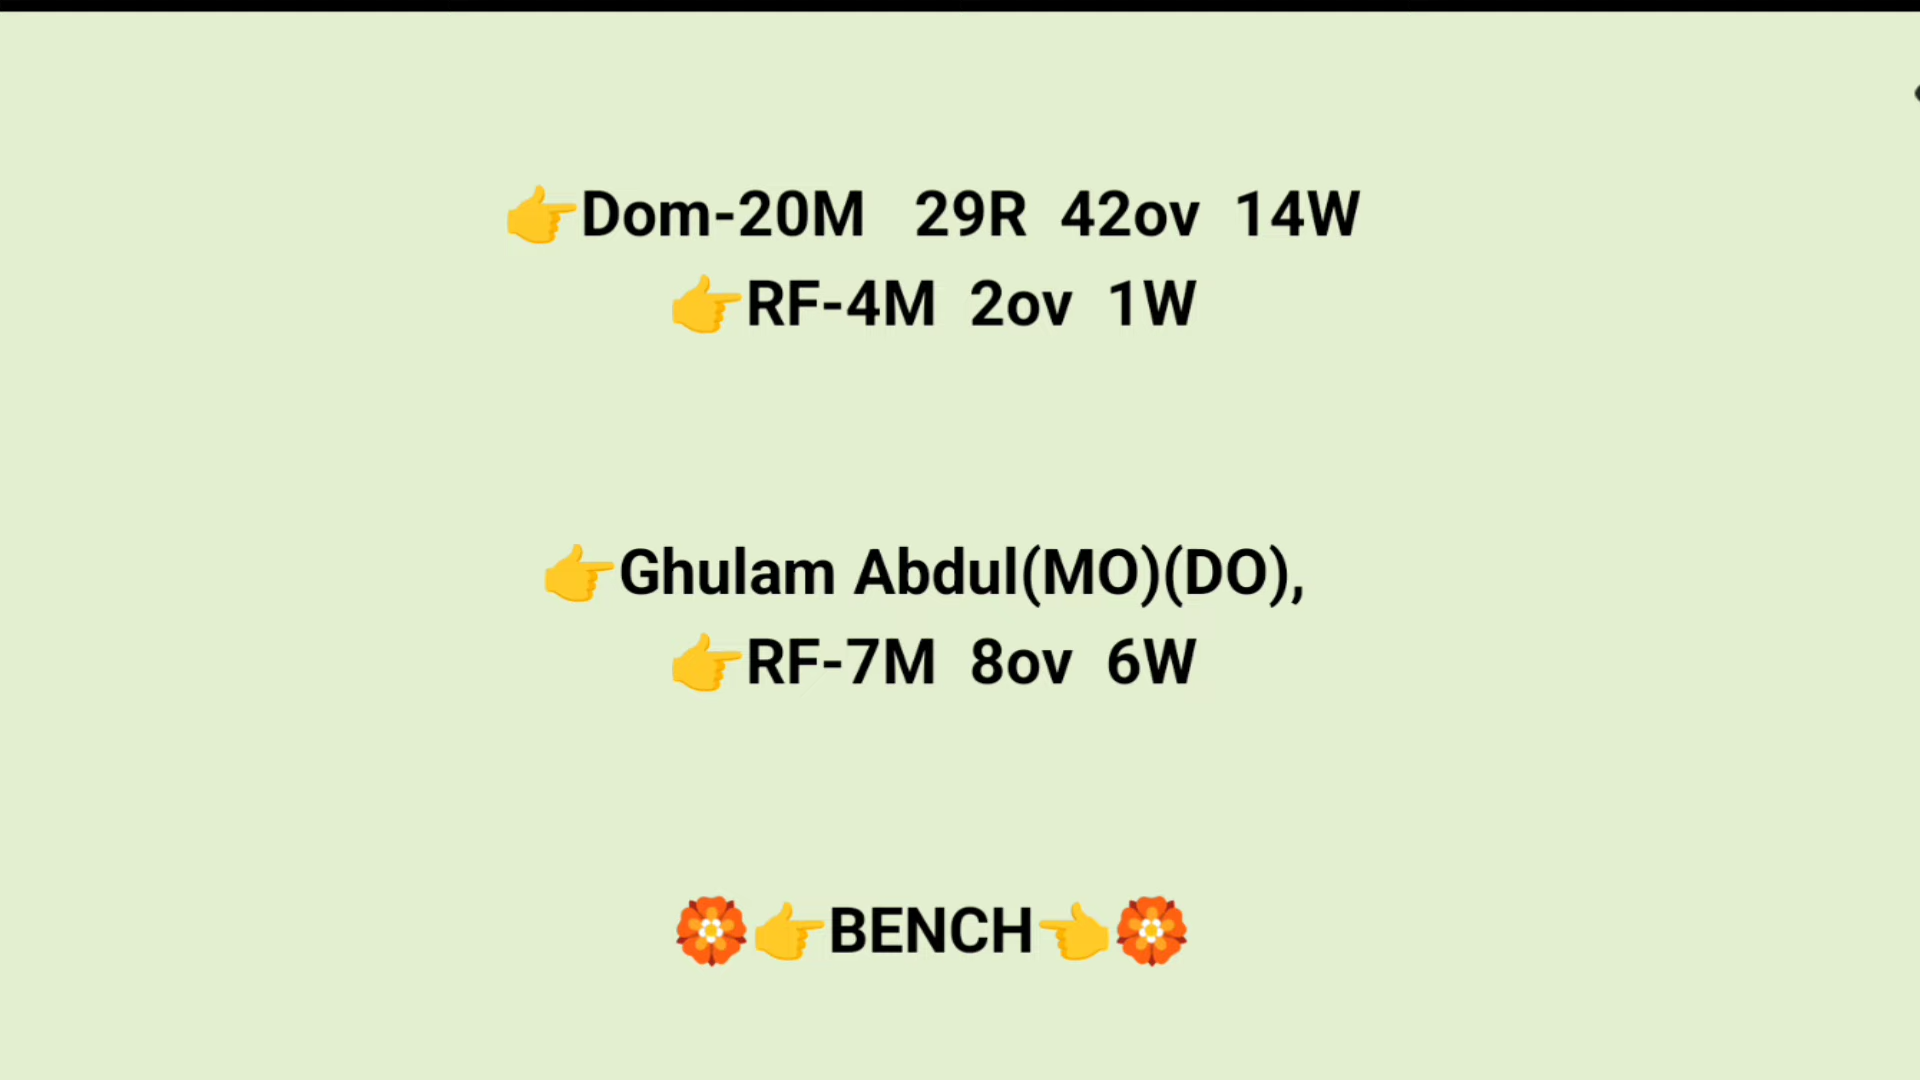 👉Dom-20M 29R 42ov 14W
👉RF-4M 2ov 1W
👉Ghulam Abdul(MO)(DO),
👉RF-7M 8ov 6W
🏵️👉BENCH👈🏵️